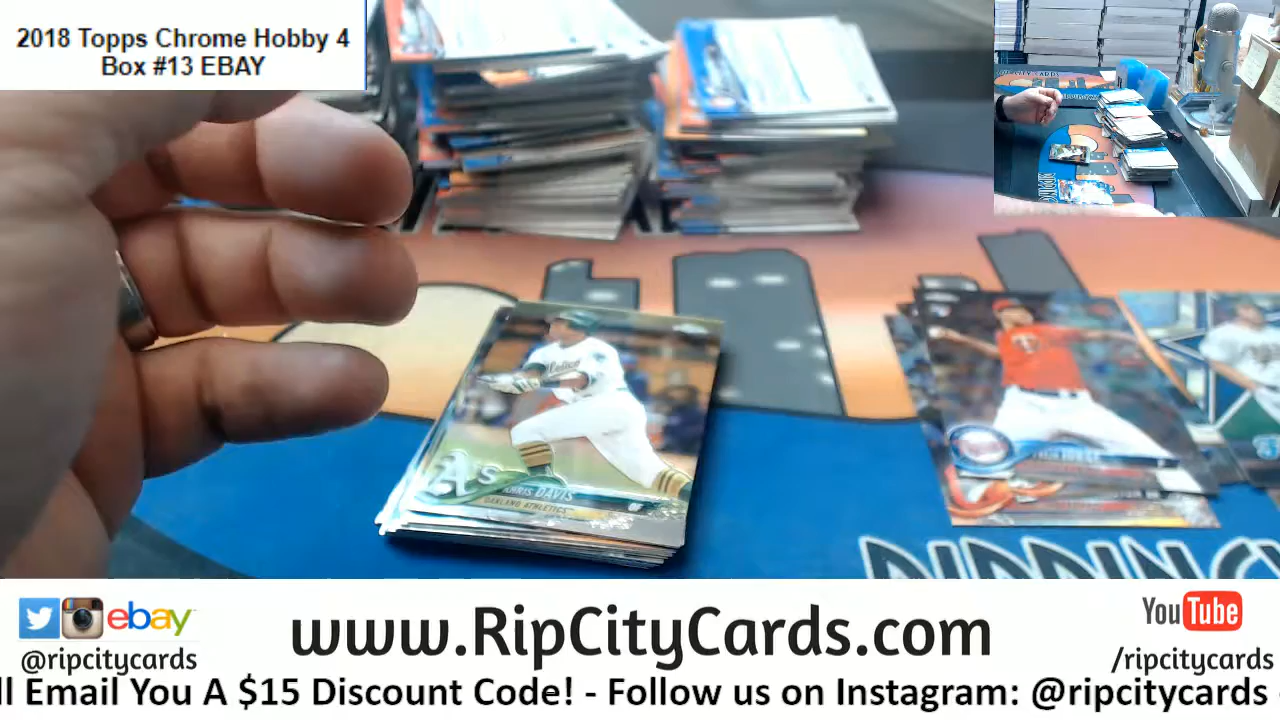 2018 Topps Chrome Hobby 4
Box #13 EBAY
A's
KHRIS DAVIS
OAKLAND ATHLETICS
ebay
@ripcitycards
www.RipCityCards.com
YouTube
/ripcitycards
ll Email You A $15 Discount Code! - Follow us on Instagram: @ripcitycards